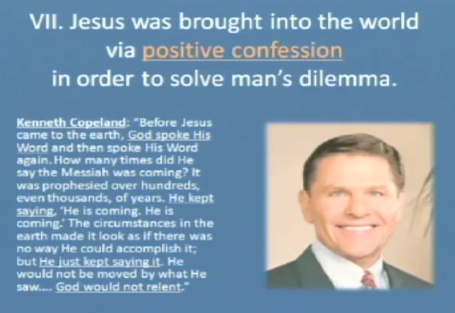 VII. Jesus was brought into the world
via positive confession
in order to solve man's dilemma.
Kenneth Copeland: "Before Jesus
came to the earth, God spoke His
Word and then spoke His Word
again. How many times did He
say the Messiah was coming? It
was prophesied over hundreds,
even thousands, of years. He kept
saying, 'He is coming. He is
coming.' The circumstances in the
earth made it look as if there was
no way He could accomplish it;
but He just kept saying it. He
would not be moved by what He
saw.... God would not relent."